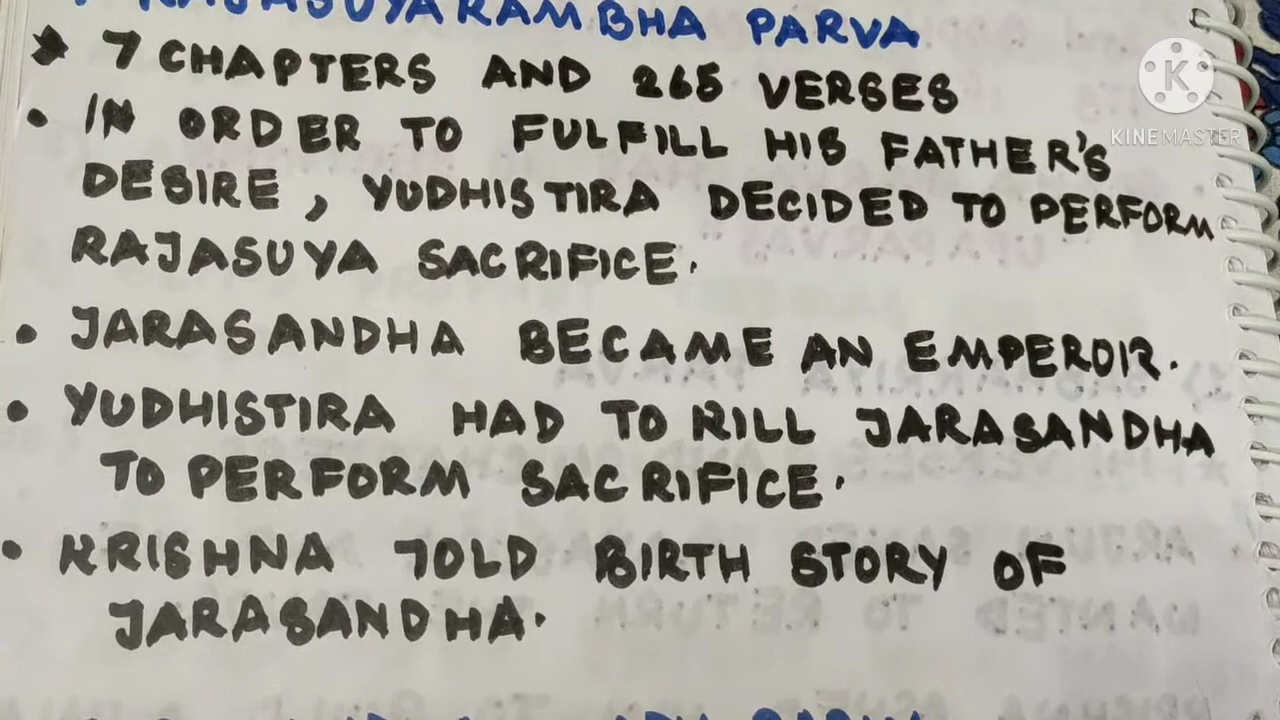 RAJASUYARAMBHA PARVA
7 CHAPTERS AND 265 VERSES
• IN ORDER TO FULFILL HIS FATHER'S
DESIRE, YUDHISTIRA DECIDED TO PERFORM
RAJASUYA SACRIFICE.
• JARASANDHA BECAME AN EMPEROR.
• YUDHISTIRA HAD TO KILL JARASANDHA
TO PERFORM SACRIFICE.
• KRISHNA TOLD BIRTH STORY OF
JARASANDHA.
PARVA
K
KINEMASTER